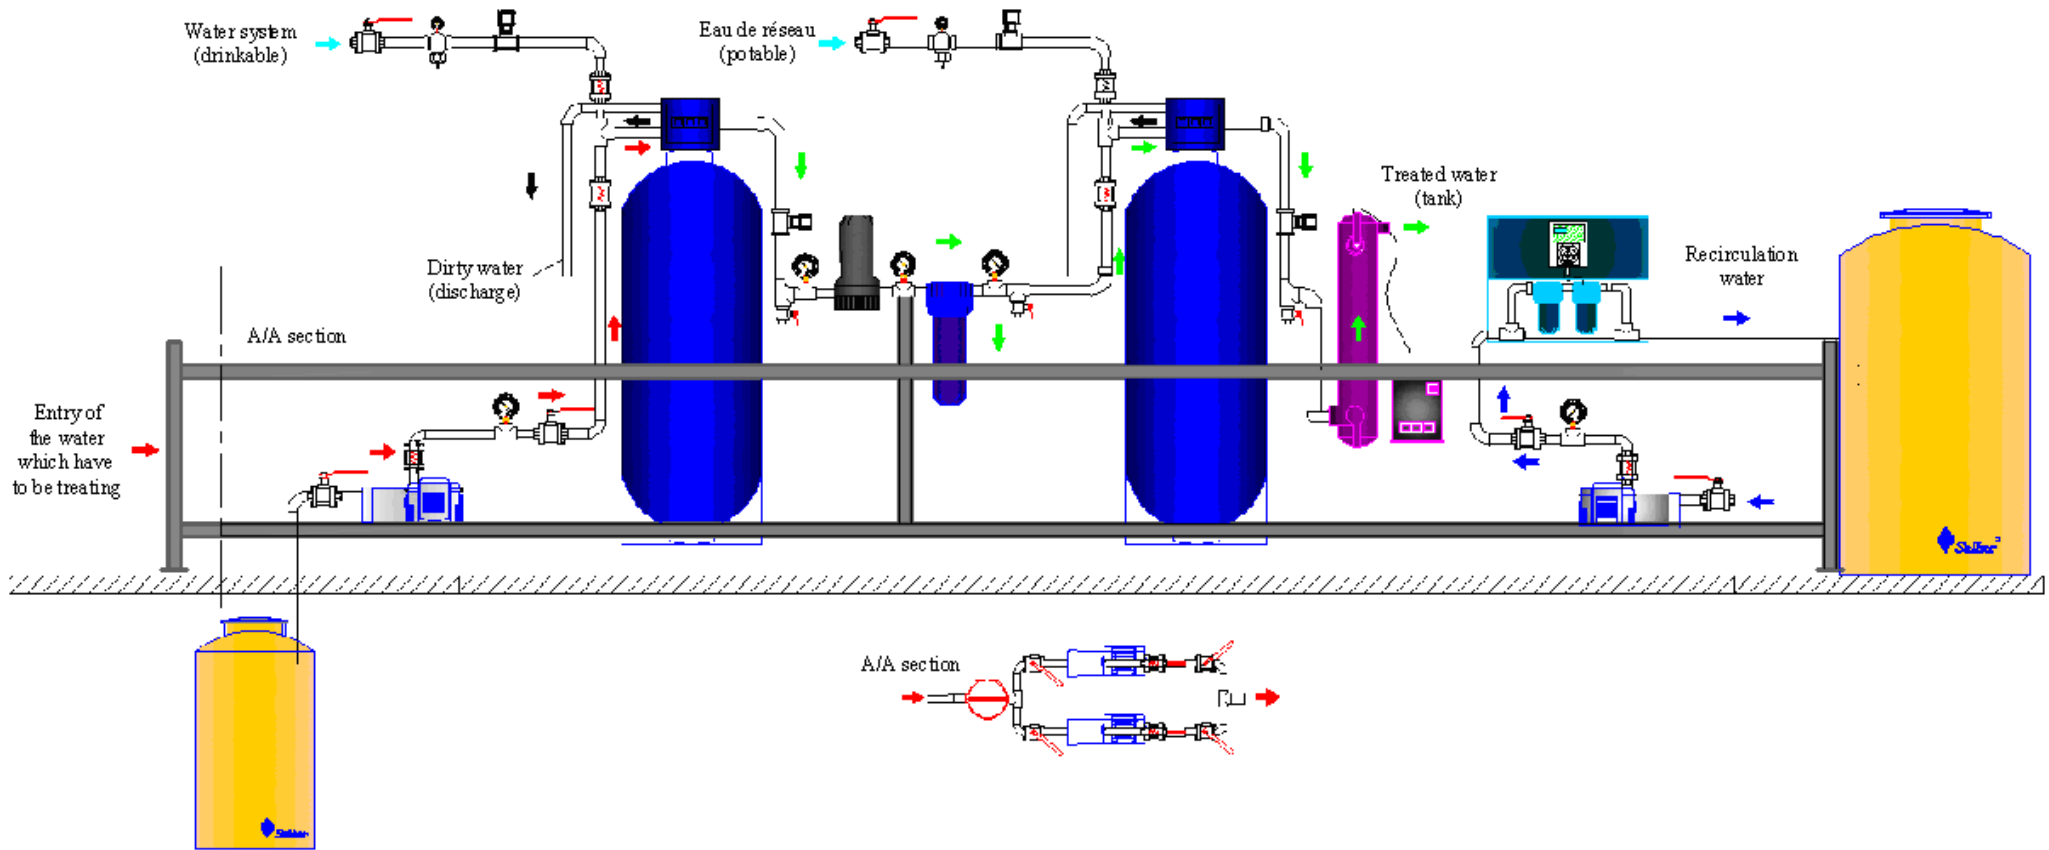 Water system
(drinkable)
Eau de réseau
(potable)
Treated water
(tank)
Recirculation
water
Dirty water
(discharge)
A/A section
Entry of
the water
which have
to be treating
A/A section